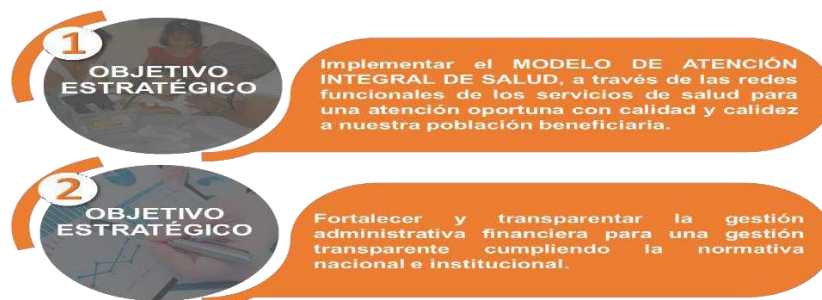 1
OBJETIVO
ESTRATÉGICO
Implementar el MODELO DE ATENCIÓN
INTEGRAL DE SALUD, a través de las redes
funcionales de los servicios de salud para
una atención oportuna con calidad y calidez
a nuestra población beneficiaria.
2
OBJETIVO
ESTRATÉGICO
Fortalecer y transparentar la gestión
administrativa financiera para una gestión
transparente cumpliendo la normativa
nacional e institucional.